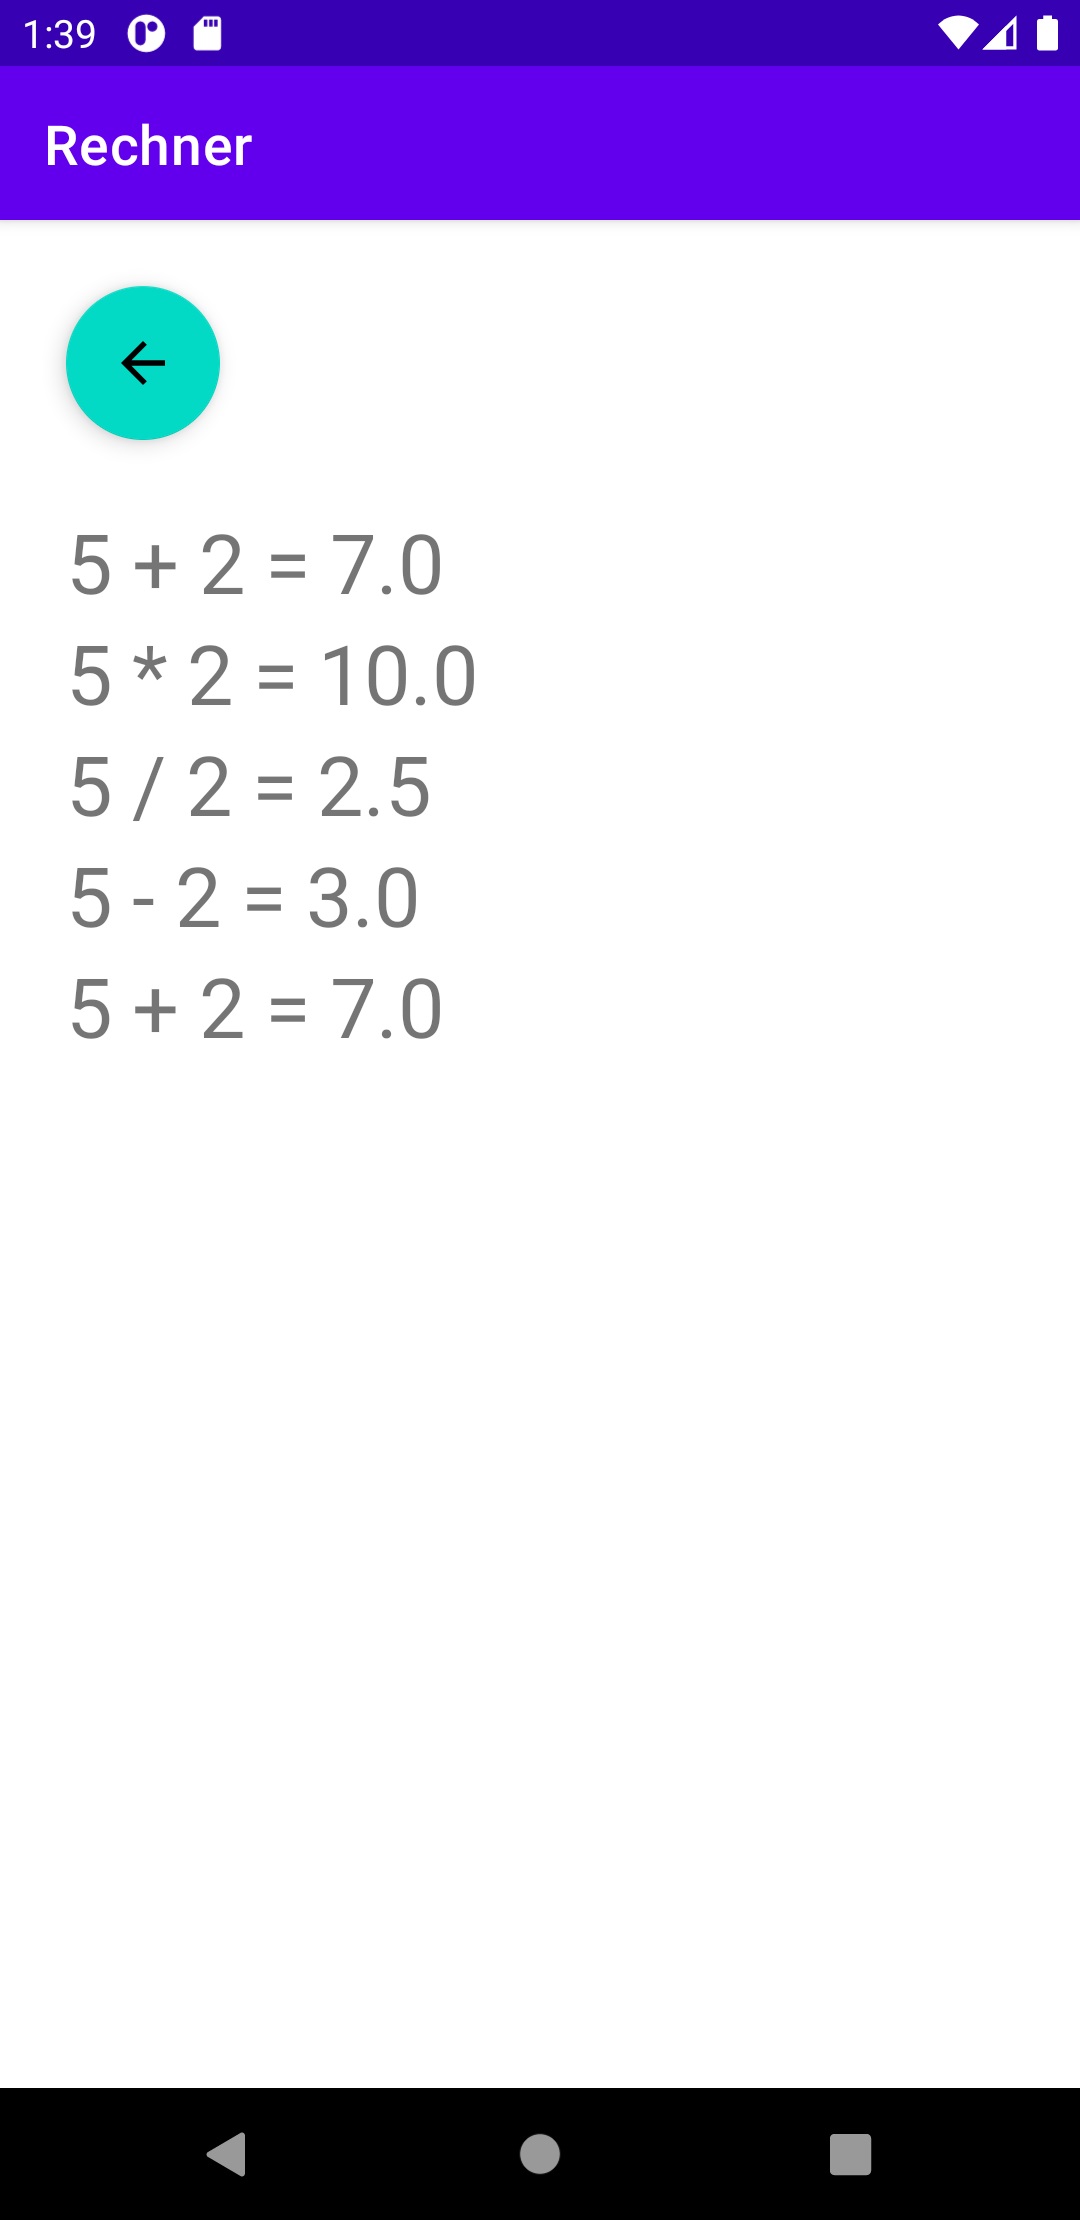 1:39
Rechner
5 + 2 = 7.0
5 * 2 = 10.0
5 / 2 = 2.5
5 - 2 = 3.0
5 + 2 = 7.0